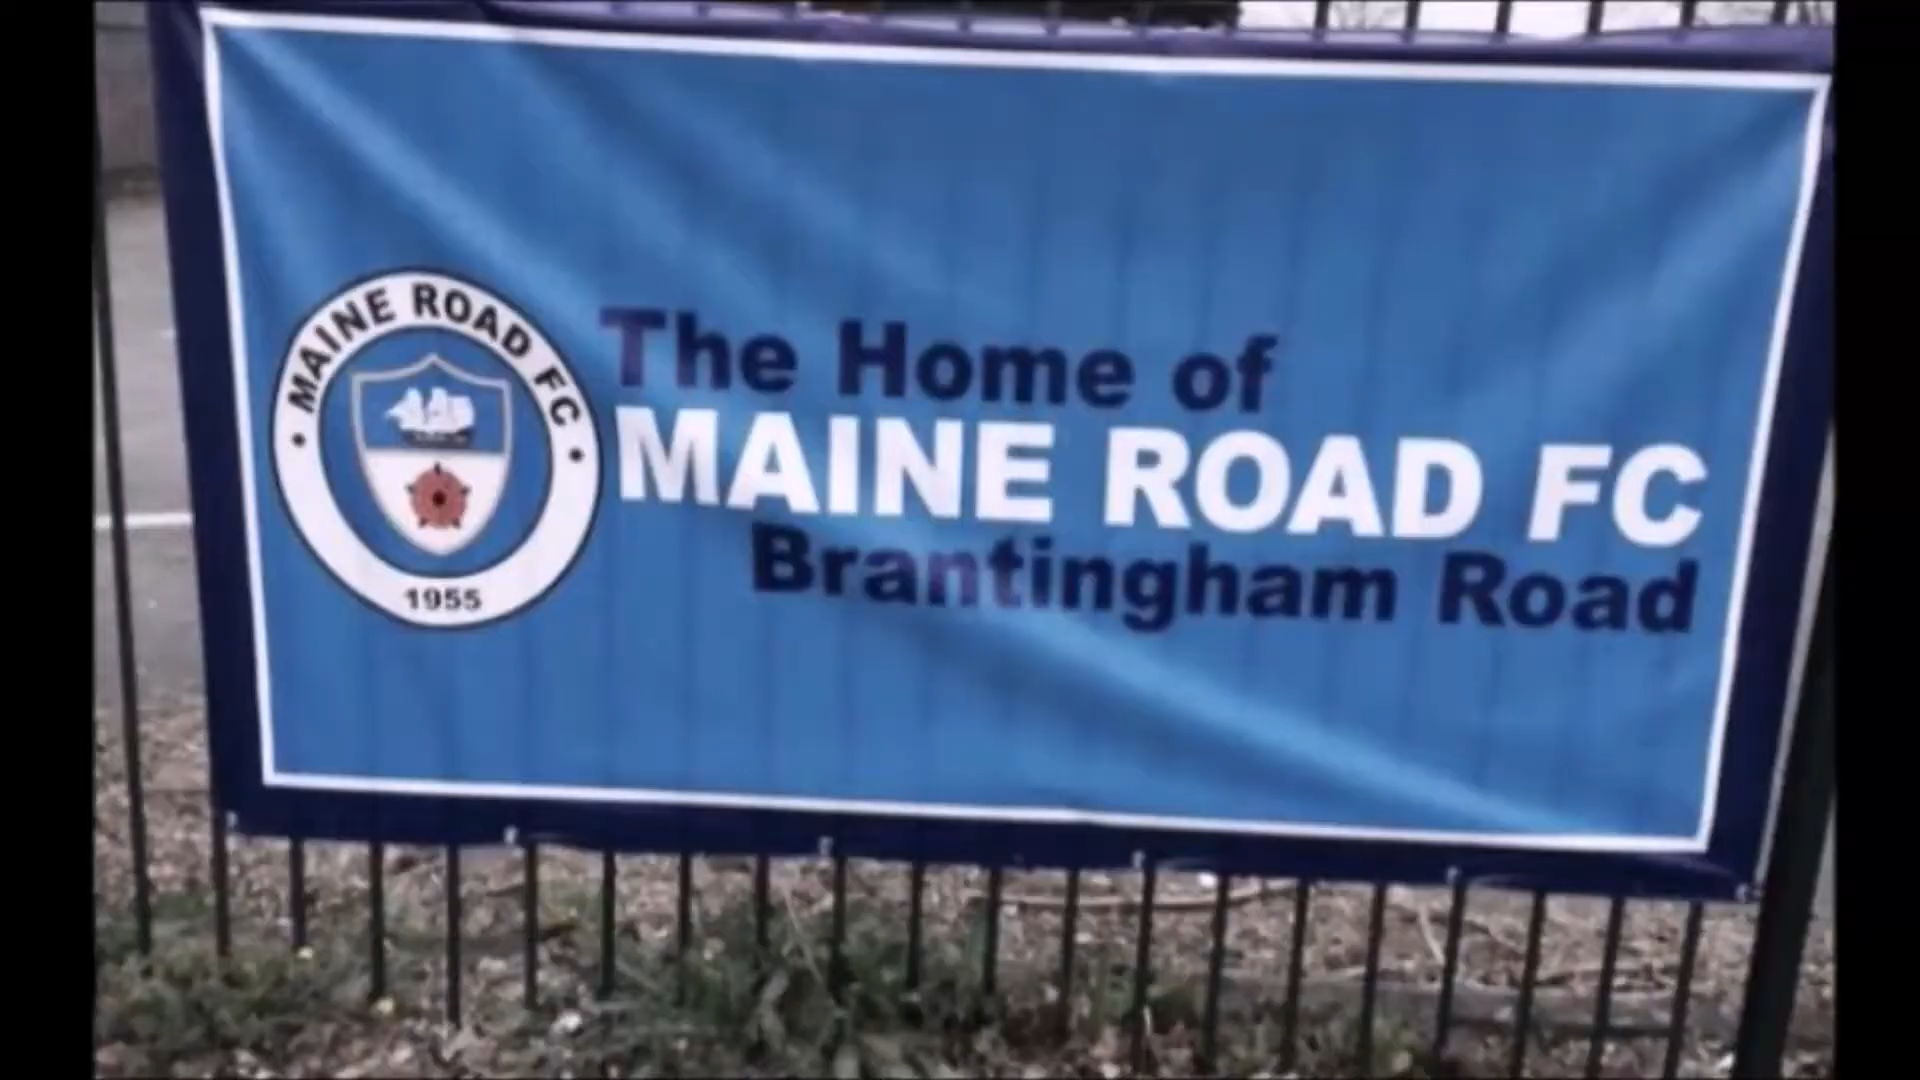 MAINE ROAD FC
1955
The Home of
MAINE ROAD FC
Brantingham Road